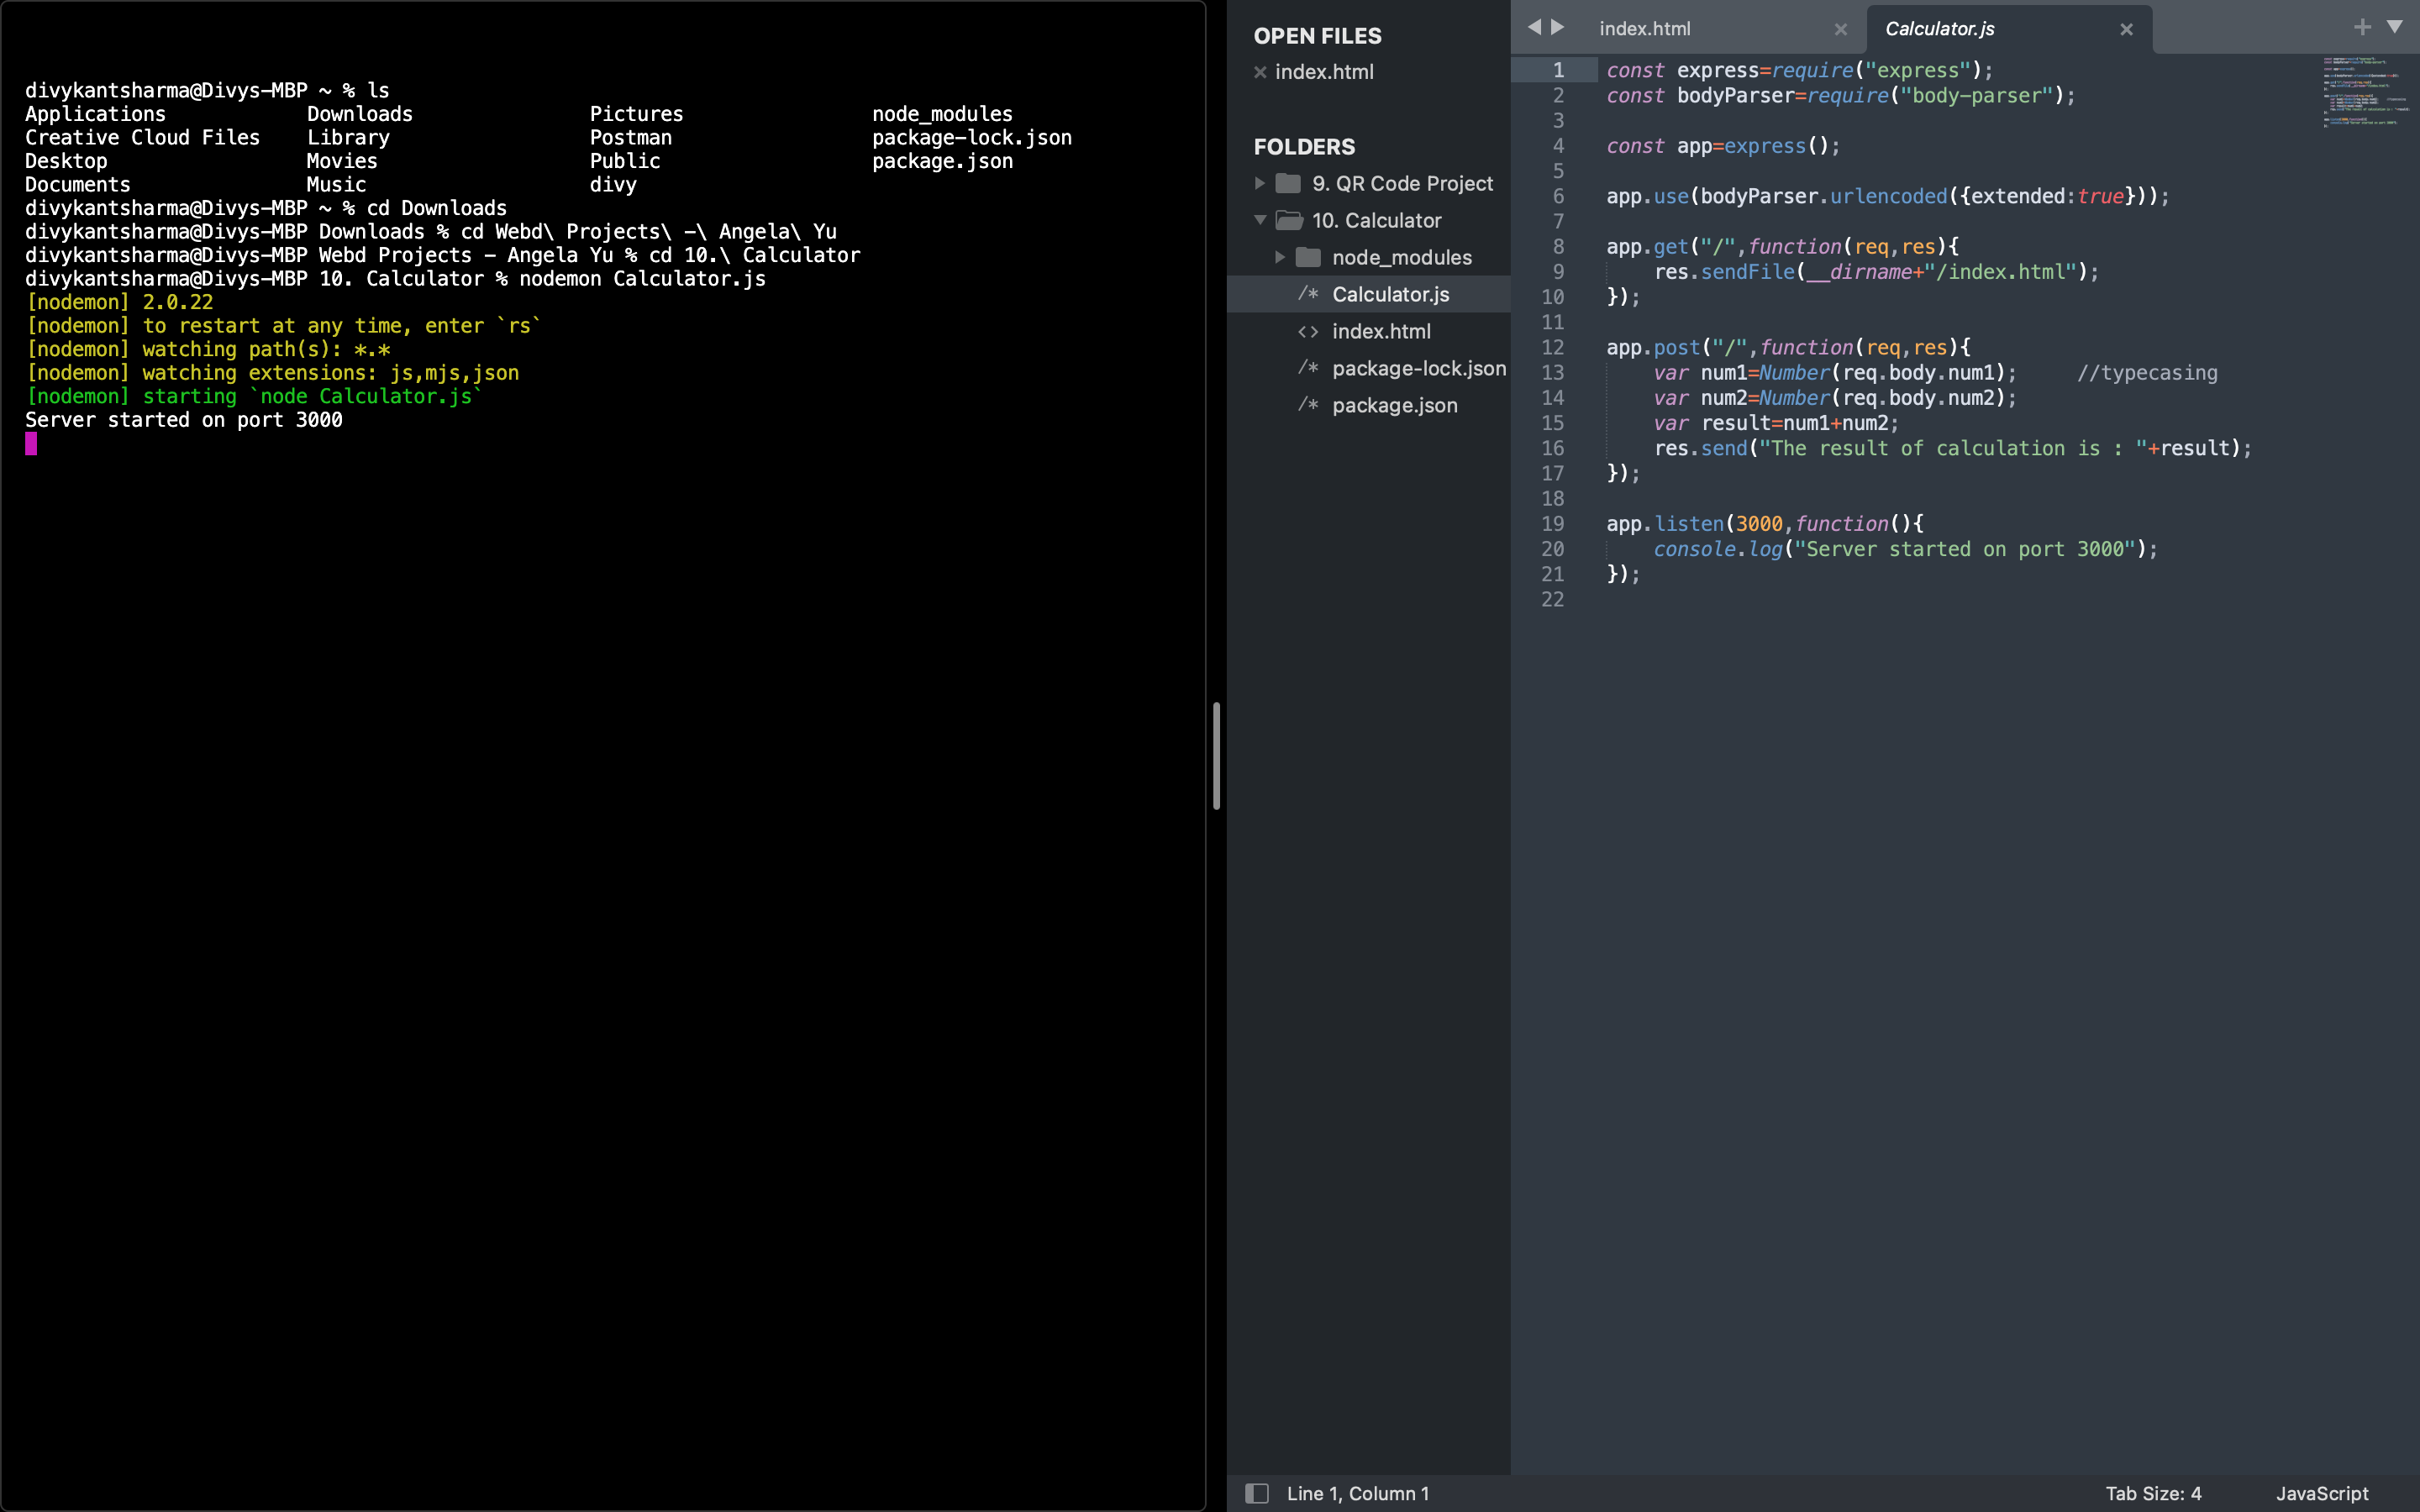 divykantsharma@Divys-MBP ~ % ls
Applications Downloads Pictures node_modules
Creative Cloud Files Library Postman package-lock.json
Desktop Movies Public package.json
Documents Music divy
divykantsharma@Divys-MBP ~ % cd Downloads
divykantsharma@Divys-MBP Downloads % cd Webd\ Projects\ -\ Angela\ Yu
divykantsharma@Divys-MBP Webd Projects - Angela Yu % cd 10.\ Calculator
divykantsharma@Divys-MBP 10. Calculator % nodemon Calculator.js
[nodemon] 2.0.22
[nodemon] to restart at any time, enter `rs`
[nodemon] watching path(s): *.*
[nodemon] watching extensions: js,mjs,json
[nodemon] starting `node Calculator.js`
Server started on port 3000
OPEN FILES
index.html
FOLDERS
9. QR Code Project
10. Calculator
node_modules
/* Calculator.js
<> index.html
/* package-lock.json
/* package.json
index.html
Calculator.js
1 const express=require("express");
2 const bodyParser=require("body-parser");
3
4 const app=express();
5
6 app.use(bodyParser.urlencoded({extended:true}));
7
8 app.get("/",function(req,res){
9     res.sendFile(__dirname+"/index.html");
10 });
11
12 app.post("/",function(req,res){
13     var num1=Number(req.body.num1);     //typecasing
14     var num2=Number(req.body.num2);
15     var result=num1+num2;
16     res.send("The result of calculation is : "+result);
17 });
18
19 app.listen(3000,function(){
20     console.log("Server started on port 3000");
21 });
22
Line 1, Column 1
Tab Size: 4
JavaScript